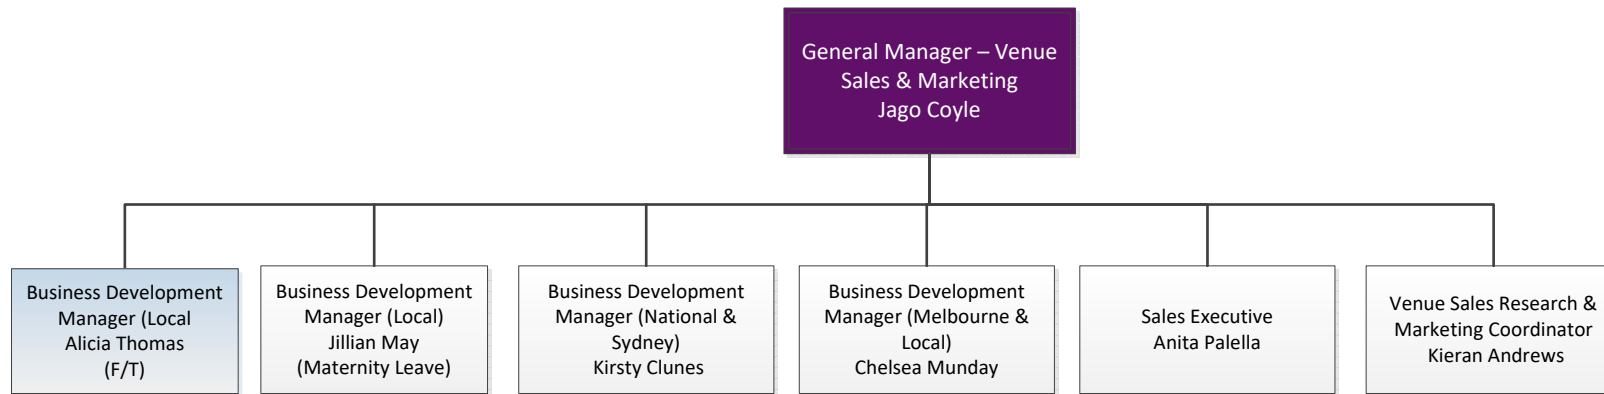 General Manager – Venue
Sales & Marketing
Jago Coyle
Business Development
Manager (Local
Alicia Thomas
(F/T)
Business Development
Manager (Local)
Jillian May
(Maternity Leave)
Business Development
Manager (National &
Sydney)
Kirsty Clunes
Business Development
Manager (Melbourne &
Local)
Chelsea Munday
Sales Executive
Anita Palella
Venue Sales Research &
Marketing Coordinator
Kieran Andrews